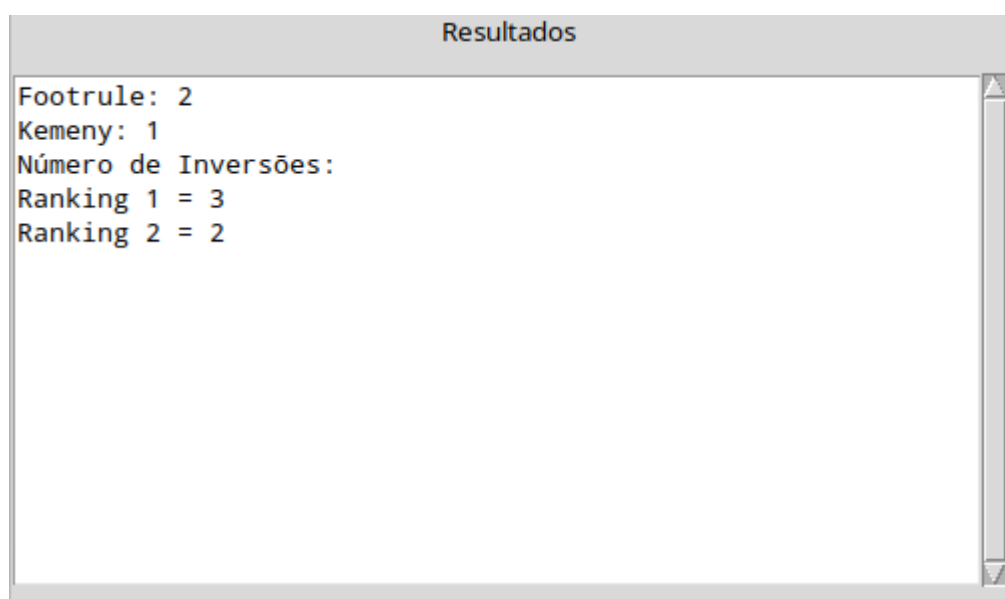 Resultados
Footrule: 2
Kemeny: 1
Número de Inversões:
Ranking 1 = 3
Ranking 2 = 2